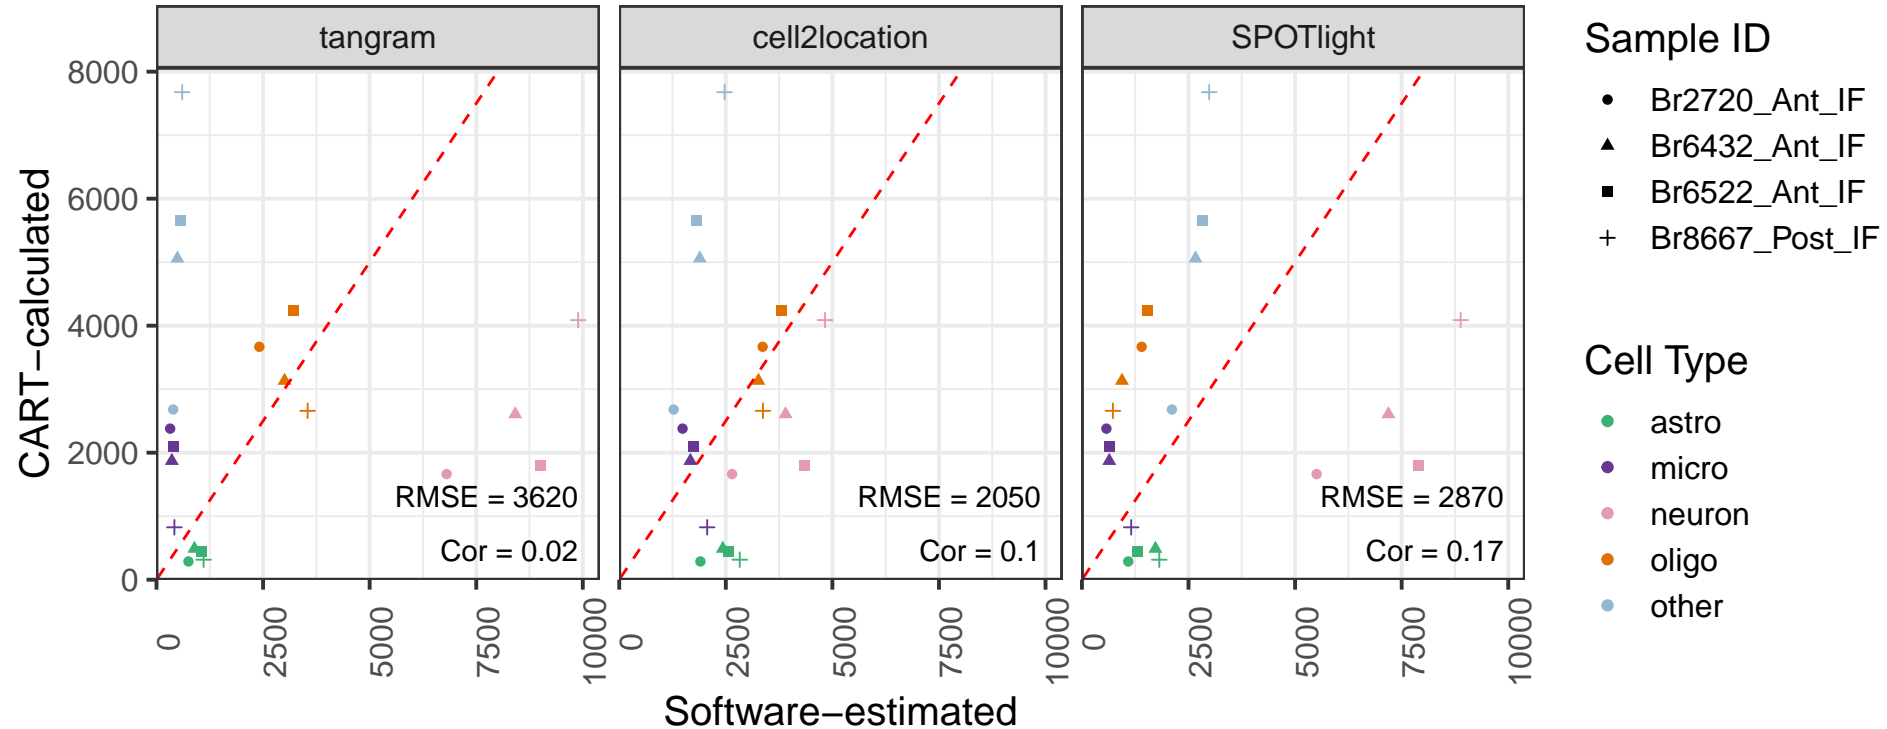 tangram
cell2location
SPOTlight
CART−calculated
8000
6000
4000
2000
0
RMSE = 3620
Cor = 0.02
RMSE = 2050
Cor = 0.1
RMSE = 2870
Cor = 0.17
0
2500
5000
7500
10000
0
2500
5000
7500
10000
0
2500
5000
7500
10000
Software−estimated
Sample ID
Br2720_Ant_IF
Br6432_Ant_IF
Br6522_Ant_IF
Br8667_Post_IF
Cell Type
astro
micro
neuron
oligo
other